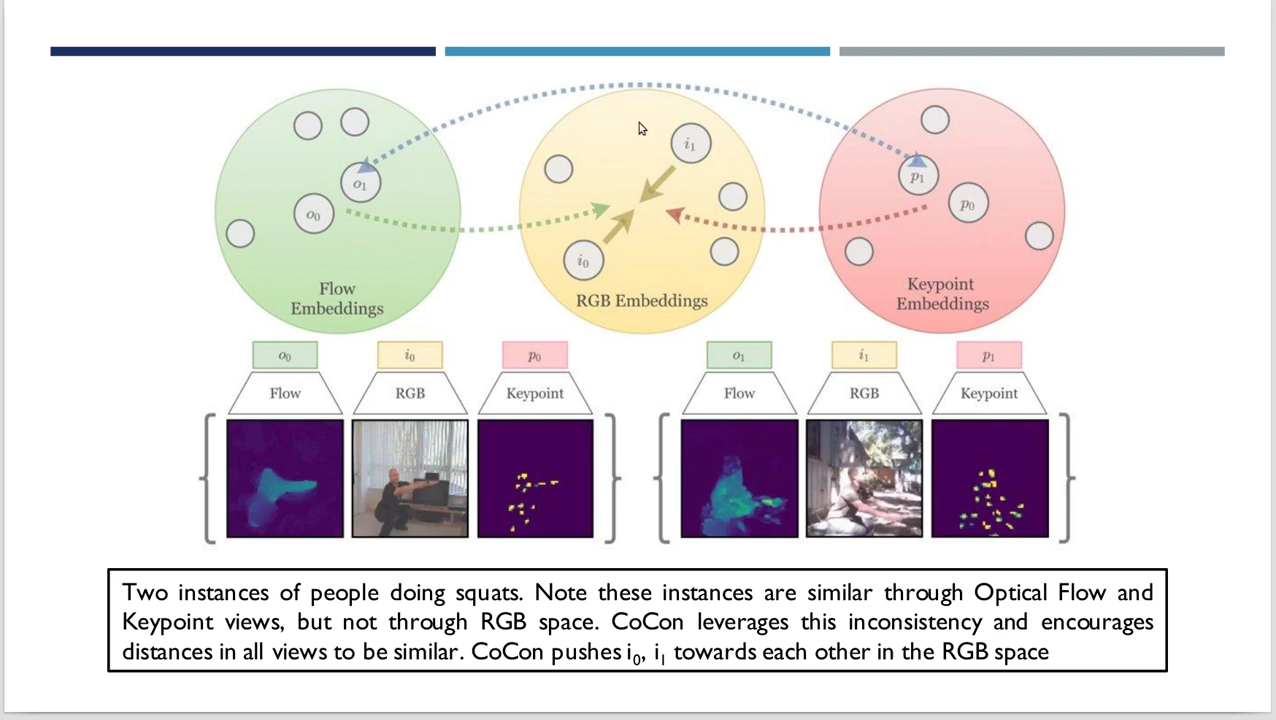 o1
o0
Flow
Embeddings
i1
i0
RGB Embeddings
p1
p0
Keypoint
Embeddings
o0 i0 p0 o1 i1 p1
Flow RGB Keypoint Flow RGB Keypoint
Two instances of people doing squats. Note these instances are similar through Optical Flow and
Keypoint views, but not through RGB space. CoCon leverages this inconsistency and encourages
distances in all views to be similar. CoCon pushes i0, i1 towards each other in the RGB space